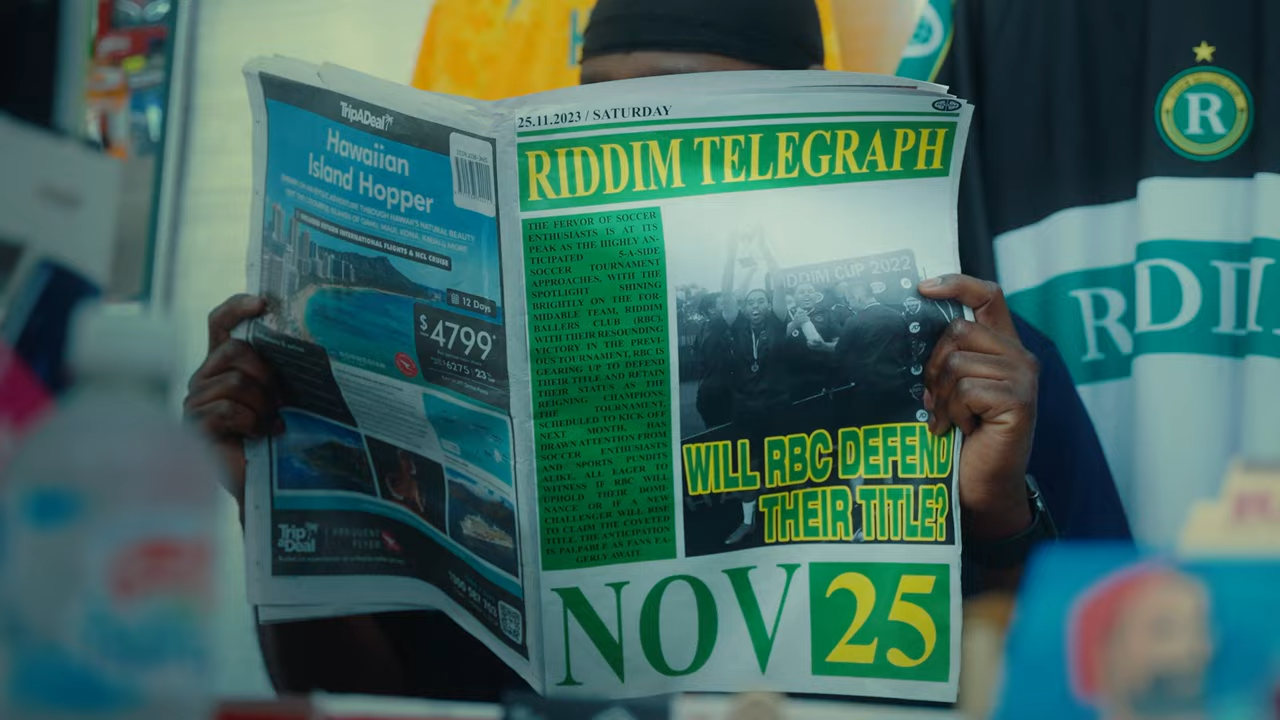 TripADeal
Hawaiian
Island Hopper
12 Days
$4799*
Trip
A Deal
25.11.2023 / SATURDAY
RIDDIM TELEGRAPH
THE FERVOR OF SOCCER
ENTHUSIASTS IS AT ITS
PEAK AS THE HIGHLY AN-
TICIPATED 5-A-SIDE
SOCCER TOURNAMENT
APPROACHES, WITH THE
SPOTLIGHT SHINING
BRIGHTLY ON THE FOR-
MIDABLE TEAM, RIDDIM
BALLERS CLUB (RBC).
WITH THEIR RESOUNDING
VICTORY IN THE PREVI-
OUS TOURNAMENT, RBC IS
GEARING UP TO DEFEND
THEIR TITLE AND RETAIN
THEIR STATUS AS THE
REIGNING CHAMPIONS.
THE TOURNAMENT,
SCHEDULED TO KICK OFF
NEXT MONTH, HAS
DRAWN ATTENTION FROM
SOCCER ENTHUSIASTS
AND SPORTS PUNDITS
ALIKE, ALL EAGER TO
WITNESS IF RBC WILL
UPHOLD THEIR DOMI-
NANCE OR IF A NEW
CHALLENGER WILL RISE
TO CLAIM THE COVETED
TITLE. THE ANTICIPATION
IS PALPABLE AS FANS EA-
GERLY AWAIT.
RIDDIM CUP 2022
WILL RBC DEFEND
THEIR TITLE?
NOV 25
R
RDI